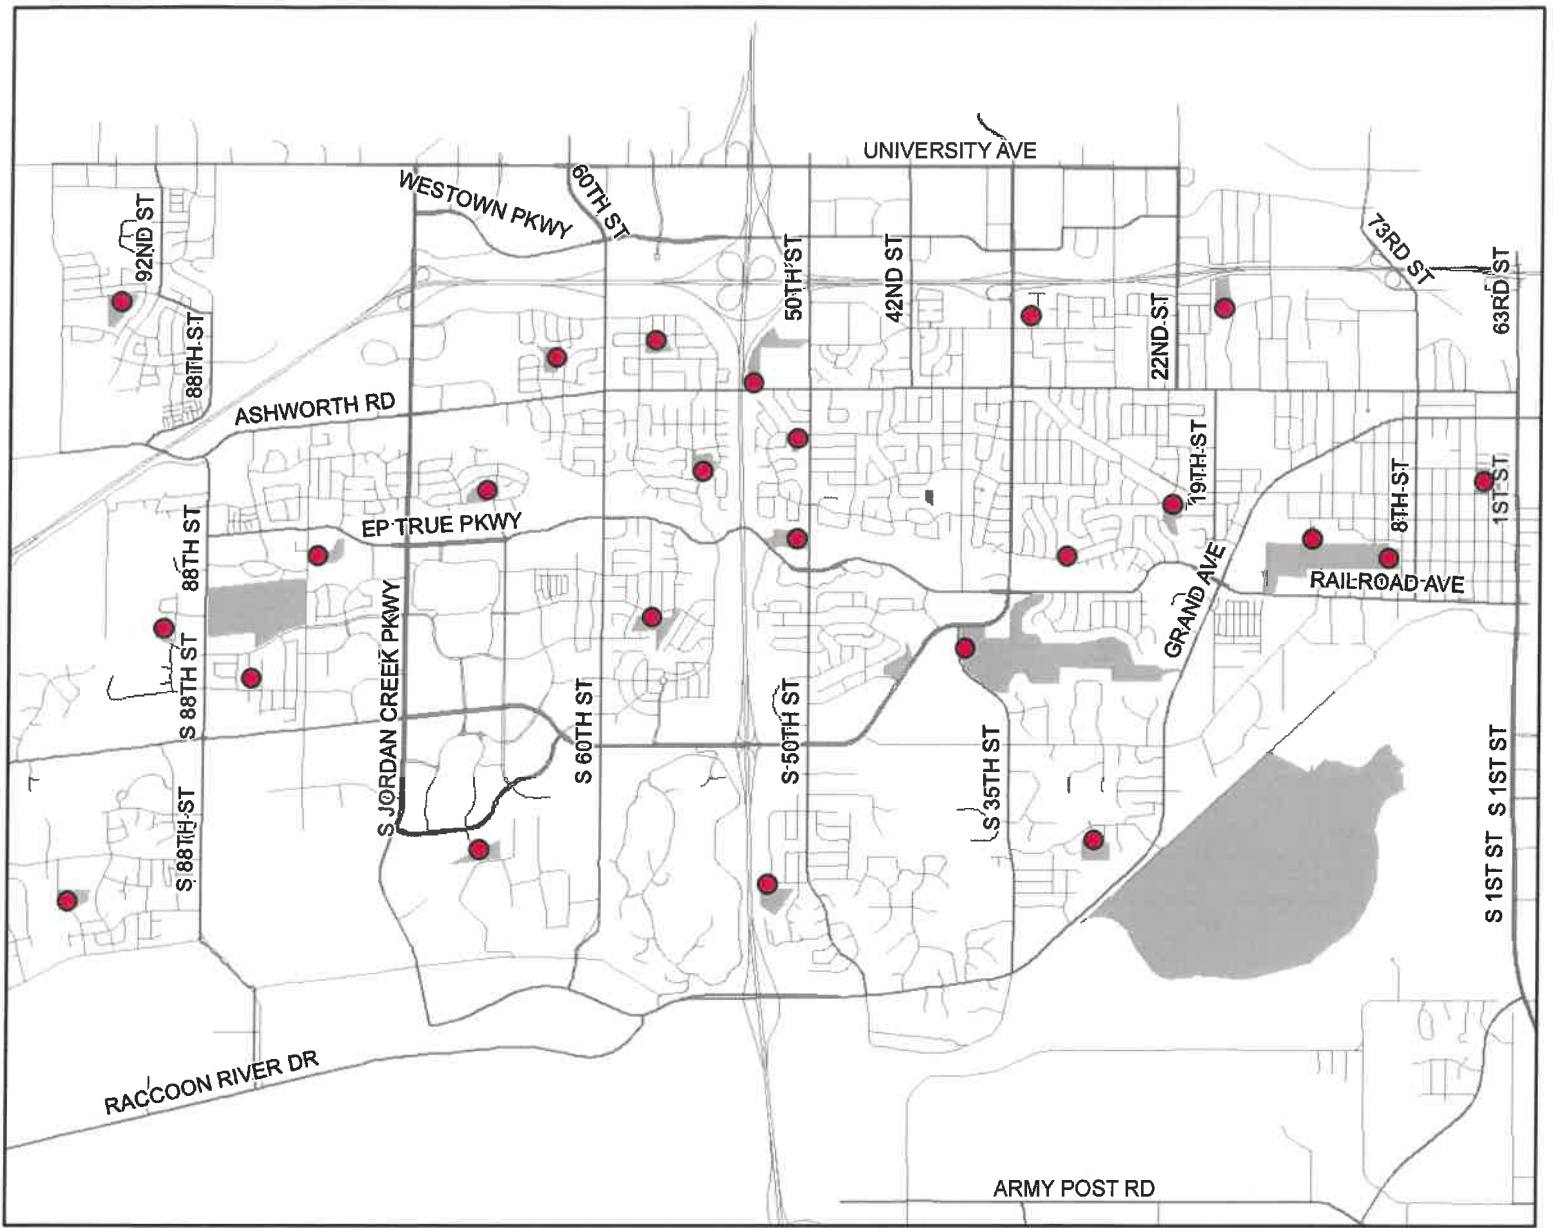 UNIVERSITY AVE
WESTOWN PKWY
60TH ST
92ND ST
73RD ST
50TH ST
42ND ST
63RD ST
22ND ST
88TH ST
ASHWORTH RD
19TH ST
8TH ST
1ST ST
EP TRUE PKWY
88TH ST
GRAND AVE
RAILROAD AVE
S 88TH ST
S JORDAN CREEK PKWY
S 60TH ST
S 50TH ST
S 35TH ST
S 1ST ST
S 88TH ST
S 1ST ST
RACCOON RIVER DR
ARMY POST RD